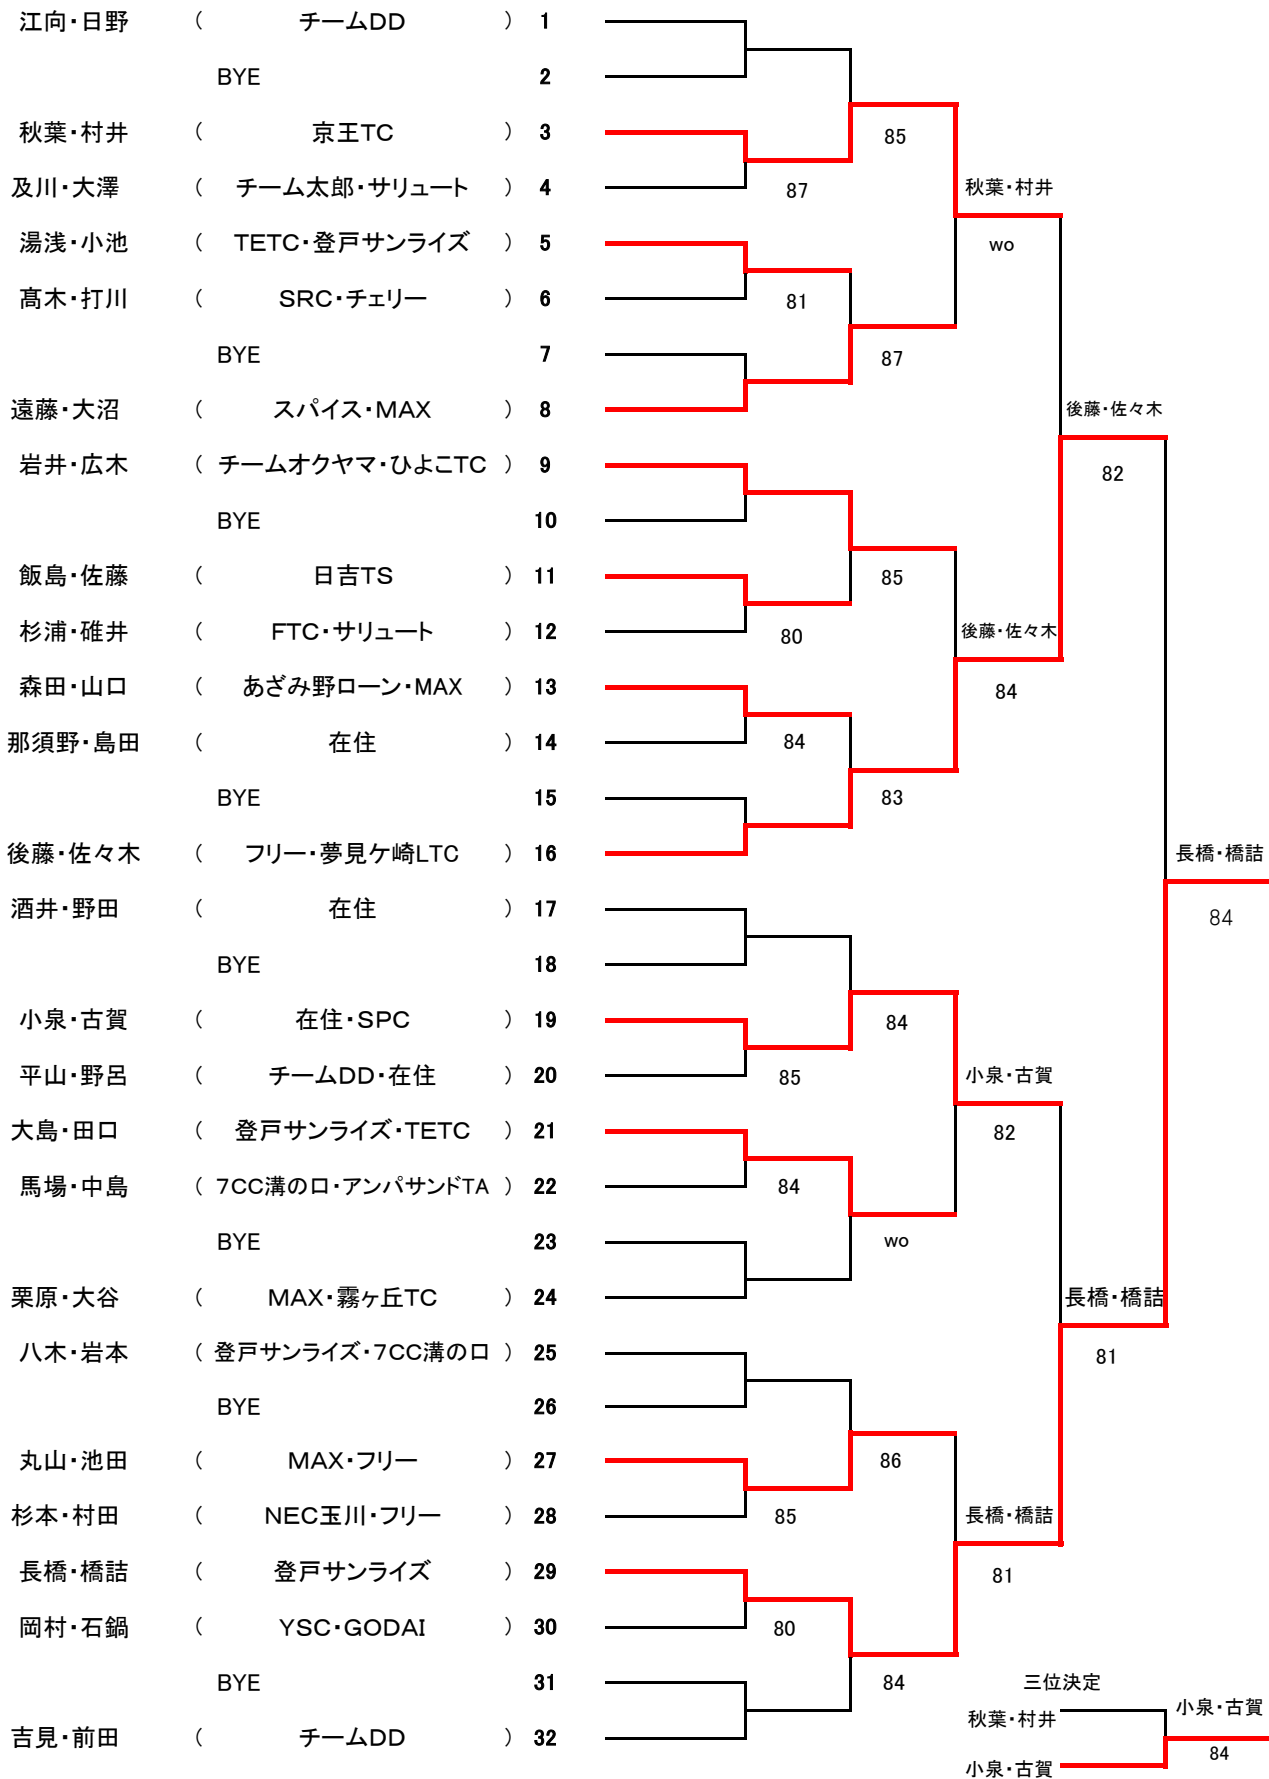 江向・日野 （ チームDD ） 1
BYE 2
秋葉・村井 （ 京王TC ） 3
85
及川・大澤 （ チーム太郎・サリュート ） 4
87
秋葉・村井
湯浅・小池 （ TETC・登戸サンライズ ） 5
wo
髙木・打川 （ SRC・チェリー ） 6
81
BYE 7
87
遠藤・大沼 （ スパイス・MAX ） 8
後藤・佐々木
岩井・広木 （ チームオクヤマ・ひよこTC ） 9
82
BYE 10
飯島・佐藤 （ 日吉TS ） 11
85
杉浦・碓井 （ FTC・サリュート ） 12
80
後藤・佐々木
森田・山口 （ あざみ野ローン・MAX ） 13
84
那須野・島田 （ 在住 ） 14
84
BYE 15
83
後藤・佐々木 （ フリー・夢見ケ崎LTC ） 16
長橋・橋詰
酒井・野田 （ 在住 ） 17
84
BYE 18
小泉・古賀 （ 在住・SPC ） 19
84
平山・野呂 （ チームDD・在住 ） 20
85
小泉・古賀
大島・田口 （ 登戸サンライズ・TETC ） 21
82
馬場・中島 （ 7CC溝の口・アンパサンドTA ） 22
84
BYE 23
wo
栗原・大谷 （ MAX・霧ヶ丘TC ） 24
長橋・橋詰
八木・岩本 （ 登戸サンライズ・7CC溝の口 ） 25
81
BYE 26
丸山・池田 （ MAX・フリー ） 27
86
杉本・村田 （ NEC玉川・フリー ） 28
85
長橋・橋詰
長橋・橋詰 （ 登戸サンライズ ） 29
81
岡村・石鍋 （ YSC・GODAI ） 30
80
BYE 31
84
三位決定
秋葉・村井
小泉・古賀
吉見・前田 （ チームDD ） 32
84
小泉・古賀